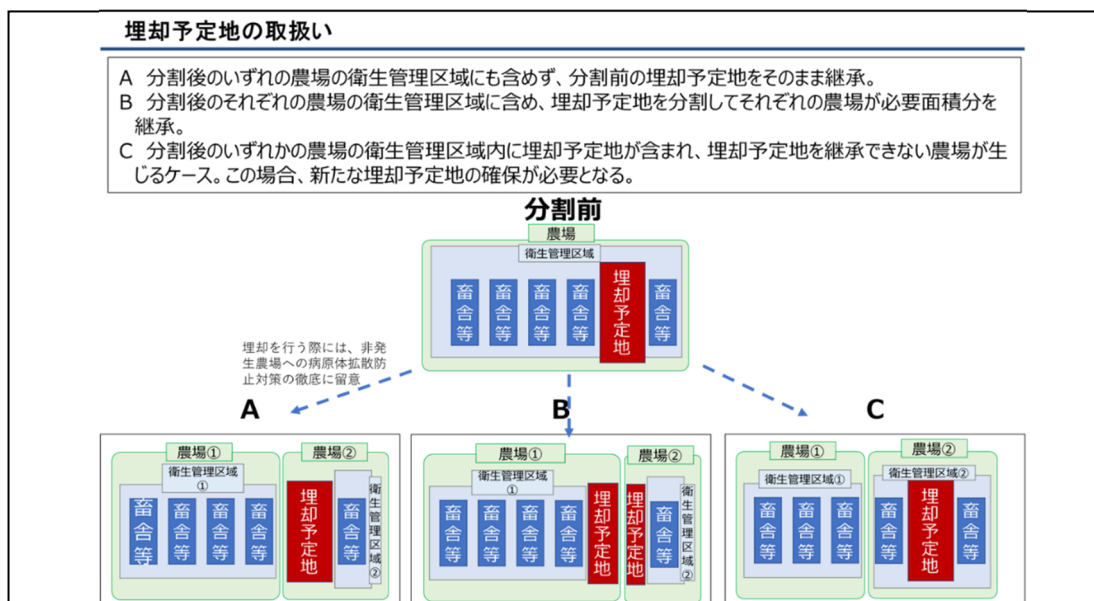 埋却予定地の取扱い
A 分割後のいずれの農場の衛生管理区域にも含めず、分割前の埋却予定地をそのまま継承。
B 分割後のそれぞれの農場の衛生管理区域に含め、埋却予定地を分割してそれぞれの農場が必要面積分を
継承。
C 分割後のいずれかの農場の衛生管理区域内に埋却予定地が含まれ、埋却予定地を継承できない農場が生
じるケース。この場合、新たな埋却予定地の確保が必要となる。
分割前
農場
衛生管理区域
畜舎等
畜舎等
畜舎等
畜舎等
埋却予定地
畜舎等
埋却を行う際には、非発
生農場への病原体拡散防
止対策の徹底に留意
A
B
C
農場①
農場②
衛生管理区域
①
畜舎等
畜舎等
畜舎等
畜舎等
埋却予定地
畜舎等
衛生管理区域②
農場①
農場②
衛生管理区域
①
畜舎等
畜舎等
畜舎等
畜舎等
埋却予定地
埋却予定地
畜舎等
衛生管理区域②
農場①
農場②
衛生管理区域①
衛生管理区域②
畜舎等
畜舎等
畜舎等
畜舎等
埋却予定地
畜舎等